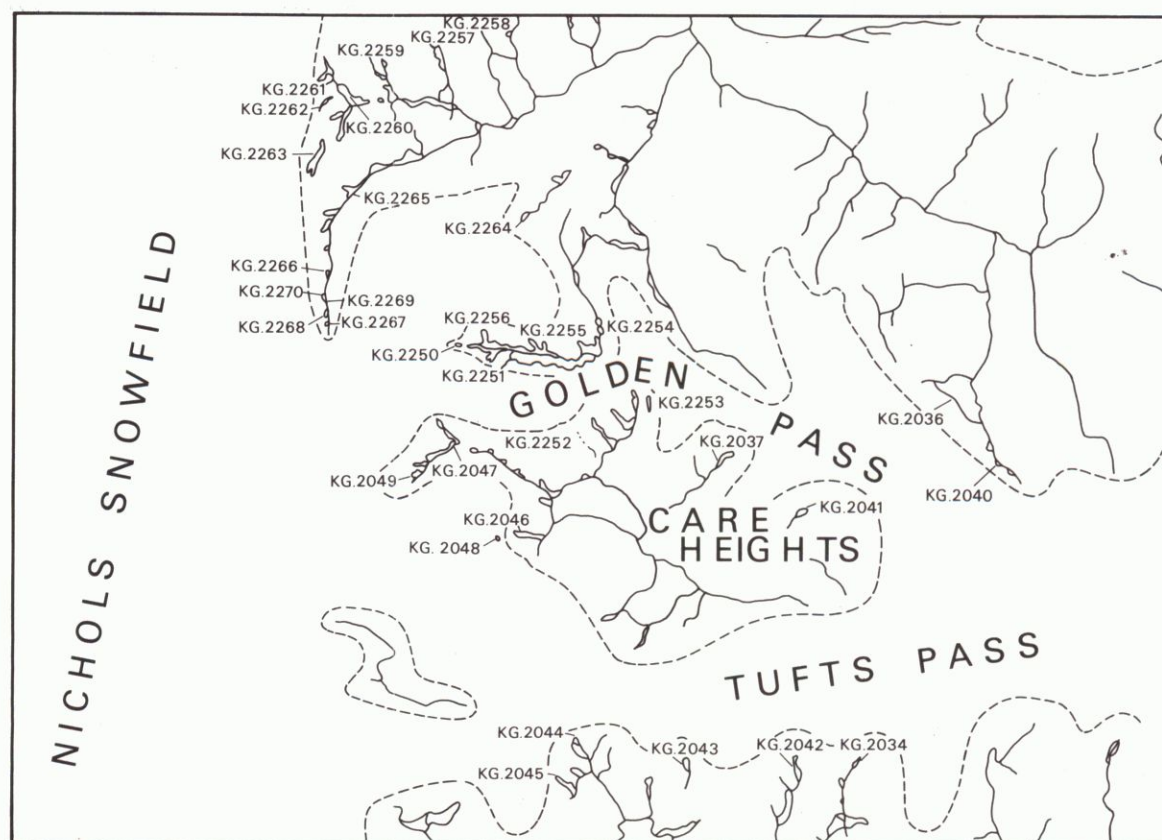 KG.2258
KG.2257
KG.2259
KG.2261
KG.2262
KG.2260
KG.2263
KG.2265
KG.2264
KG.2266
KG.2270
KG.2269
KG.2268
KG.2267
KG.2256
KG.2255
KG.2254
KG.2250
KG.2251
GOLDEN PASS
KG.2253
KG.2036
KG.2252
KG.2037
KG.2047
KG.2049
KG.2040
KG.2041
KG.2046
KG. 2048
CARE
HEIGHTS
NICHOLS SNOWFIELD
TUFTS PASS
KG.2044
KG.2043
KG.2042
KG.2034
KG.2045